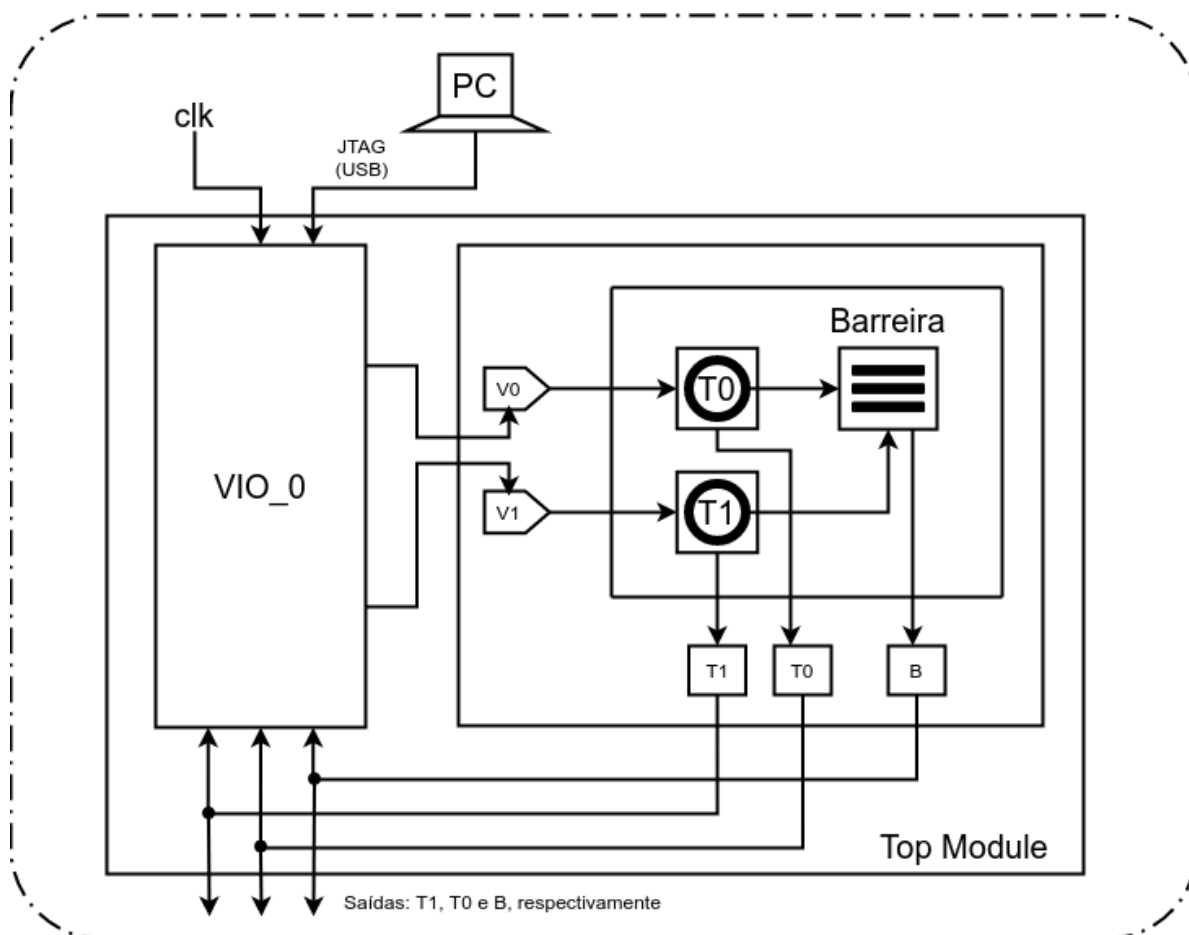 PC
clk
JTAG
(USB)
Barreira
V0
T0
VIO_0
V1
T1
T1
T0
B
Top Module
Saídas: T1, T0 e B, respectivamente